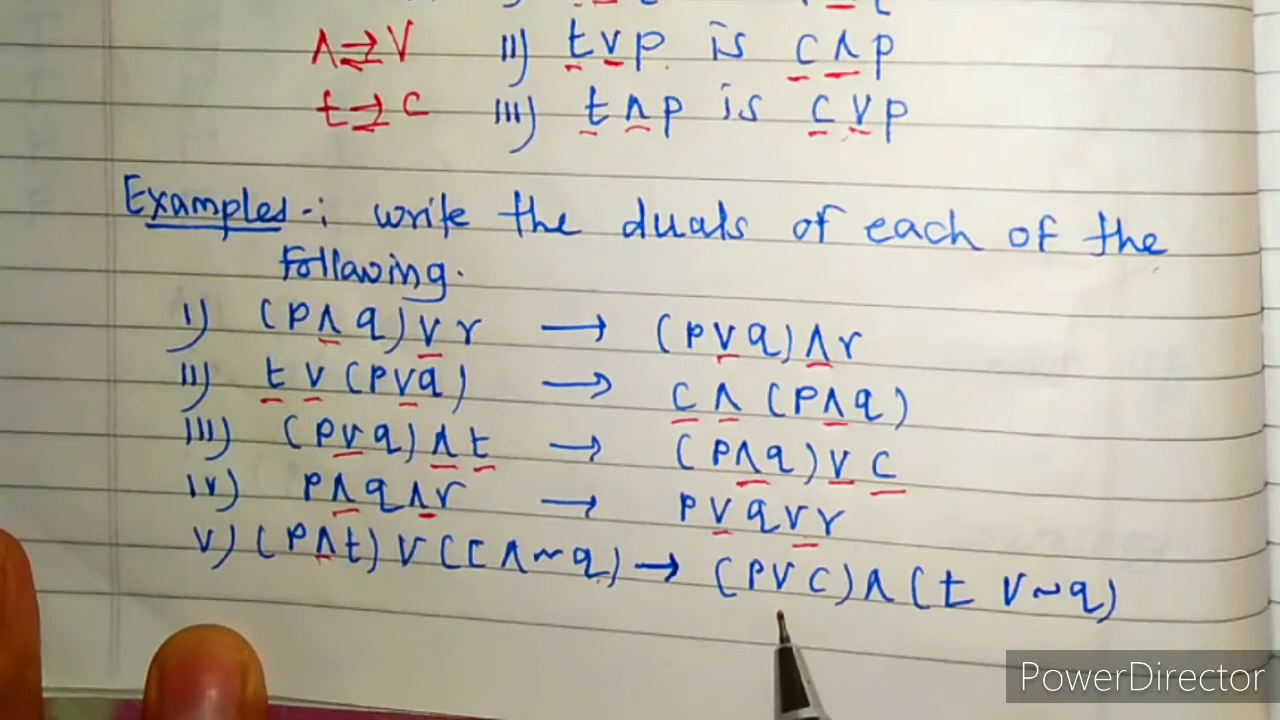 Λ⇄V ii) t v p is c Λ p
t⇄c iii) t Λ p is c v p
Examples-: write the duals of each of the
following.
i) (p Λ q) v r → (p v q) Λ r
ii) t v (p v q) → c Λ (p Λ q)
iii) (p v q) Λ t → (p Λ q) v c
iv) p Λ q Λ r → p v q v r
v) (p Λ t) v (c Λ ~q) → (p v c) Λ (t v ~q)
PowerDirector